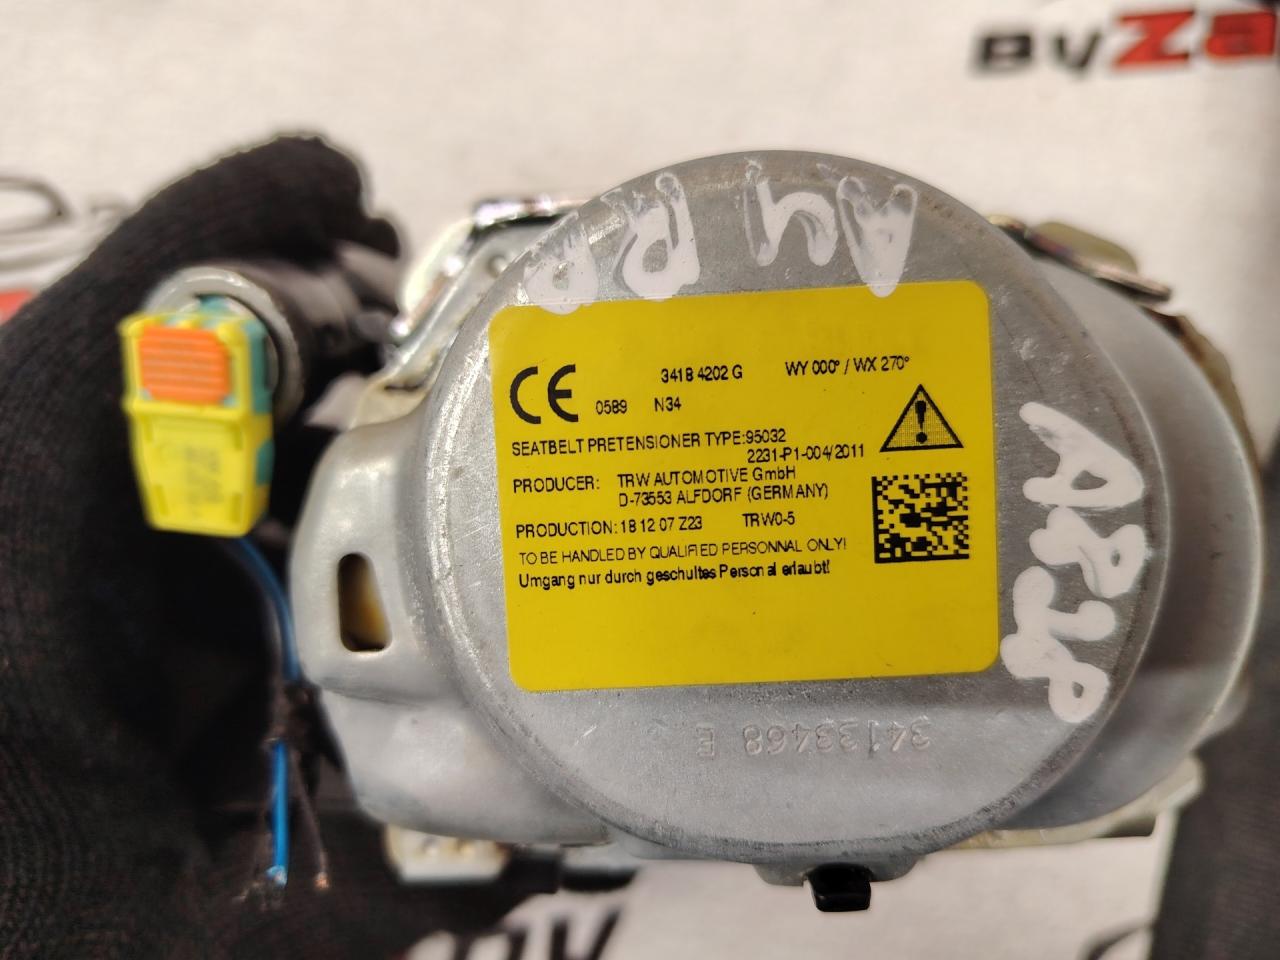 BYZa
A4 RR
3418 4202 G WY 000° / WX 270°
CE 0589 N34
SEATBELT PRETENSIONER TYPE:95032
2231-P1-004/2011
PRODUCER: TRW AUTOMOTIVE GmbH
D-73553 ALFDORF (GERMANY)
PRODUCTION: 18 12 07 Z23 TRW0-5
TO BE HANDLED BY QUALIFIED PERSONNAL ONLY!
Umgang nur durch geschultes Personal erlaubt!
34133468 E